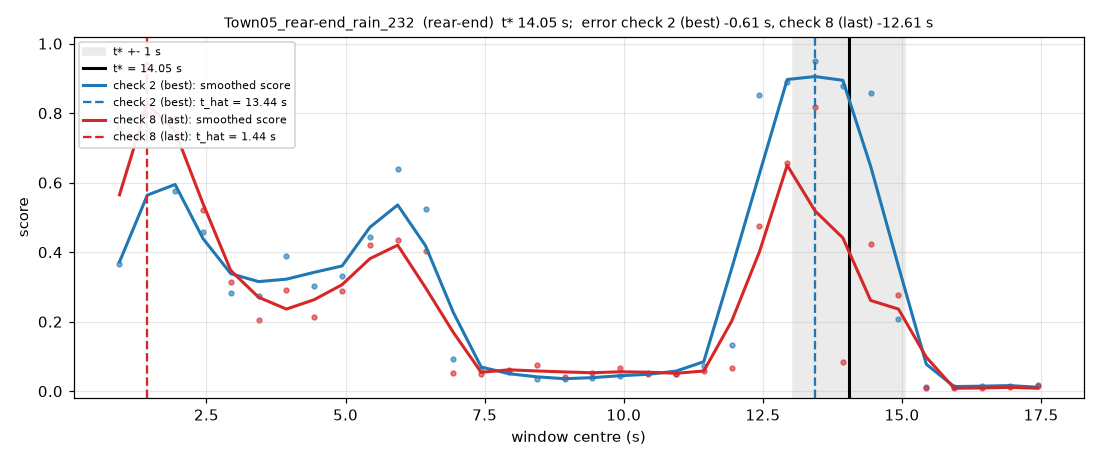 Town05_rear-end_rain_232  (rear-end)  t* 14.05 s;  error check 2 (best) -0.61 s, check 8 (last) -12.61 s
t* +- 1 s
t* = 14.05 s
check 2 (best): smoothed score
check 2 (best): t_hat = 13.44 s
check 8 (last): smoothed score
check 8 (last): t_hat = 1.44 s
1.0
0.8
0.6
0.4
0.2
0.0
score
2.5 5.0 7.5 10.0 12.5 15.0 17.5
window centre (s)